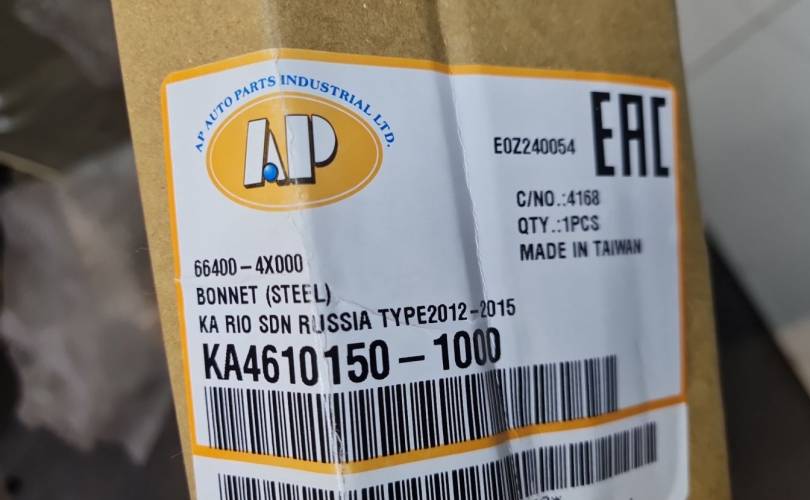 AP AUTO PARTS INDUSTRIAL LTD.
AP
E0Z240054
EAC
C/NO.:4168
QTY.:1PCS
MADE IN TAIWAN
66400-4X000
BONNET (STEEL)
KA RIO SDN RUSSIA TYPE2012-2015
KA4610150-1000